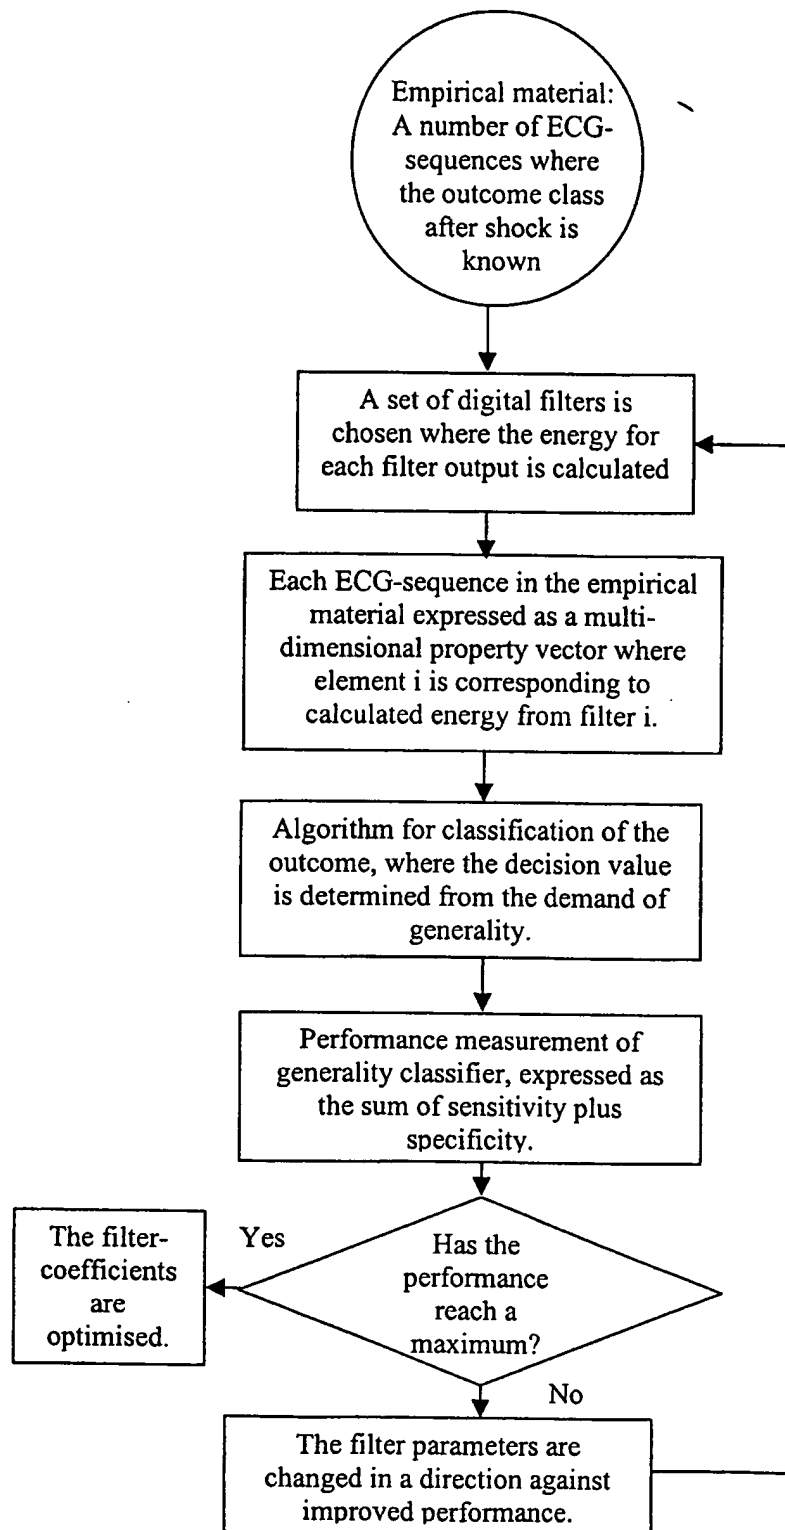 Empirical material:
A number of ECG-
sequences where
the outcome class
after shock is
known
A set of digital filters is
chosen where the energy for
each filter output is calculated
Each ECG-sequence in the empirical
material expressed as a multi-
dimensional property vector where
element i is corresponding to
calculated energy from filter i.
Algorithm for classification of the
outcome, where the decision value
is determined from the demand of
generality.
Performance measurement of
generality classifier, expressed as
the sum of sensitivity plus
specificity.
Has the
performance
reach a
maximum?
Yes
The filter-
coefficients
are
optimised.
No
The filter parameters are
changed in a direction against
improved performance.